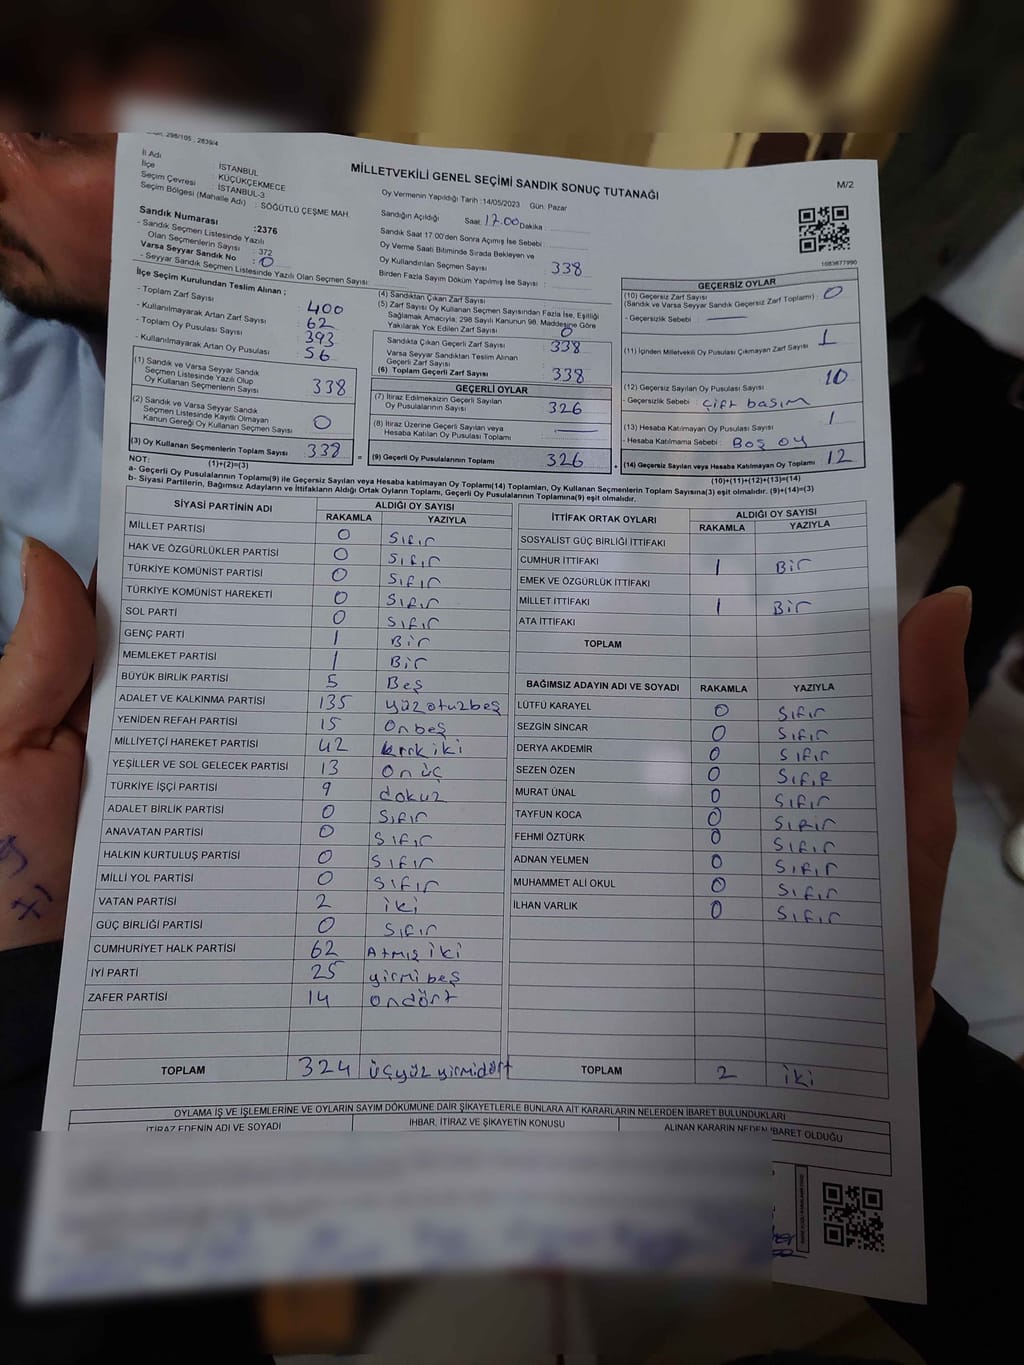 298/105 , 2839/4
MİLLETVEKİLİ GENEL SEÇİMİ SANDIK SONUÇ TUTANAĞI
M/2
İl Adı : İSTANBUL
İlçe : KÜÇÜKÇEKMECE
Seçim Çevresi : İSTANBUL-3
Seçim Bölgesi (Mahalle Adı) : SÖĞÜTLÜ ÇEŞME MAH.
Sandık Numarası :2376
- Sandık Seçmen Listesinde Yazılı
Olan Seçmenlerin Sayısı : 372
Varsa Seyyar Sandık No : 0
- Seyyar Sandık Seçmen Listesinde Yazılı Olan Seçmen Sayısı:
Oy Vermenin Yapıldığı Tarih :14/05/2023 Gün: Pazar
Sandığın Açıldığı Saat: 17.00 Dakika :
Sandık Saat 17.00'den Sonra Açımış İse Sebebi :
Oy Verme Saati Bitiminde Sırada Bekleyen ve
Oy Kullandırılan Seçmen Sayısı 338
Birden Fazla Sayım Döküm Yapılmış İse Sayısı :
1083877990
İlçe Seçim Kurulundan Teslim Alınan ;
- Toplam Zarf Sayısı : 400
- Kullanılmayarak Artan Zarf Sayısı : 62
- Toplam Oy Pusulası Sayısı : 393
- Kullanılmayarak Artan Oy Pusulası : 56
(1) Sandık ve Varsa Seyyar Sandık
Seçmen Listesinde Yazılı Olup
Oy Kullanan Seçmenlerin Sayısı 338
(2) Sandık ve Varsa Seyyar Sandık
Seçmen Listesinde Kayıtlı Olmayan
Kanun Gereği Oy Kullanan Seçmen Sayısı 0
(3) Oy Kullanan Seçmenlerin Toplam Sayısı 338
(1)+(2)=(3)
(4) Sandıktan Çıkan Zarf Sayısı
(5) Zarf Sayısı Oy Kullanan Seçmen Sayısından Fazla İse, Eşitliği
Sağlamak Amacıyla; 298 Sayılı Kanunun 98. Maddesine Göre
Yakılarak Yok Edilen Zarf Sayısı 0
Sandıkta Çıkan Geçerli Zarf Sayısı 338
Varsa Seyyar Sandıktan Teslim Alınan
Geçerli Zarf Sayısı
(6) Toplam Geçerli Zarf Sayısı 338
GEÇERLİ OYLAR
(7) İtiraz Edilmeksizin Geçerli Sayılan
Oy Pusulalarının Sayısı 326
(8) İtiraz Üzerine Geçerli Sayılan veya
Hesaba Katılan Oy Pusulası Toplamı —
= (9) Geçerli Oy Pusulalarının Toplamı 326
GEÇERSİZ OYLAR
(10) Geçersiz Zarf Sayısı
(Sandık ve Varsa Seyyar Sandık Geçersiz Zarf Toplamı) : 0
- Geçersizlik Sebebi : —
(11) İçinden Milletvekili Oy Pusulası Çıkmayan Zarf Sayısı 1
(12) Geçersiz Sayılan Oy Pusulası Sayısı 10
- Geçersizlik Sebebi : Çift basım
(13) Hesaba Katılmayan Oy Pusulası Sayısı 1
- Hesaba Katılmama Sebebi : Boş oy
+ (14) Geçersiz Sayılan veya Hesaba Katılmayan Oy Toplamı 12
(10)+(11)+(12)+(13)=(14)
NOT:
a- Geçerli Oy Pusulalarının Toplamı(9) ile Geçersiz Sayılan veya Hesaba Katılmayan Oy Toplamı(14) Toplamları, Oy Kullanan Seçmenlerin Toplam Sayısına(3) eşit olmalıdır. (9)+(14)=(3)
b- Siyasi Partilerin, Bağımsız Adayların ve İttifakların Aldığı Ortak Oyların Toplamı, Geçerli Oy Pusulalarının Toplamına(9) eşit olmalıdır.
SİYASİ PARTİNİN ADI ALDIĞI OY SAYISI
RAKAMLA YAZIYLA
MİLLET PARTİSİ 0 Sıfır
HAK VE ÖZGÜRLÜKLER PARTİSİ 0 Sıfır
TÜRKİYE KOMÜNİST PARTİSİ 0 Sıfır
TÜRKİYE KOMÜNİST HAREKETİ 0 Sıfır
SOL PARTİ 0 Sıfır
GENÇ PARTİ 1 Bir
MEMLEKET PARTİSİ 1 Bir
BÜYÜK BİRLİK PARTİSİ 5 Beş
ADALET VE KALKINMA PARTİSİ 135 yüzotuzbeş
YENİDEN REFAH PARTİSİ 15 Onbeş
MİLLİYETÇİ HAREKET PARTİSİ 42 kırk iki
YEŞİLLER VE SOL GELECEK PARTİSİ 13 On üç
TÜRKİYE İŞÇİ PARTİSİ 9 dokuz
ADALET BİRLİK PARTİSİ 0 Sıfır
ANAVATAN PARTİSİ 0 Sıfır
HALKIN KURTULUŞ PARTİSİ 0 Sıfır
MİLLİ YOL PARTİSİ 0 Sıfır
VATAN PARTİSİ 2 iki
GÜÇ BİRLİĞİ PARTİSİ 0 Sıfır
CUMHURİYET HALK PARTİSİ 62 Atmış iki
İYİ PARTİ 25 yirmi beş
ZAFER PARTİSİ 14 Ondört
TOPLAM 324 üçyüz yirmidört
İTTİFAK ORTAK OYLARI ALDIĞI OY SAYISI
RAKAMLA YAZIYLA
SOSYALİST GÜÇ BİRLİĞİ İTTİFAKI
CUMHUR İTTİFAKI 1 Bir
EMEK VE ÖZGÜRLÜK İTTİFAKI
MİLLET İTTİFAKI 1 Bir
ATA İTTİFAKI
TOPLAM
BAĞIMSIZ ADAYIN ADI VE SOYADI RAKAMLA YAZIYLA
LÜTFÜ KARAYEL 0 Sıfır
SEZGİN SİNCAR 0 Sıfır
DERYA AKDEMİR 0 Sıfır
SEZEN ÖZEN 0 Sıfır
MURAT ÜNAL 0 Sıfır
TAYFUN KOCA 0 Sıfır
FEHMİ ÖZTÜRK 0 Sıfır
ADNAN YELMEN 0 Sıfır
MUHAMMET ALİ OKUL 0 Sıfır
İLHAN VARLIK 0 Sıfır
TOPLAM 2 iki
OYLAMA İŞ VE İŞLEMLERİNE VE OYLARIN SAYIM DÖKÜMÜNE DAİR ŞİKAYETLERLE BUNLARA AİT KARARLARIN NELERDEN İBARET BULUNDUKLARI
İTİRAZ EDENİN ADI VE SOYADI İHBAR, İTİRAZ VE ŞİKAYETİN KONUSU ALINAN KARARIN NEDEN İBARET OLDUĞU